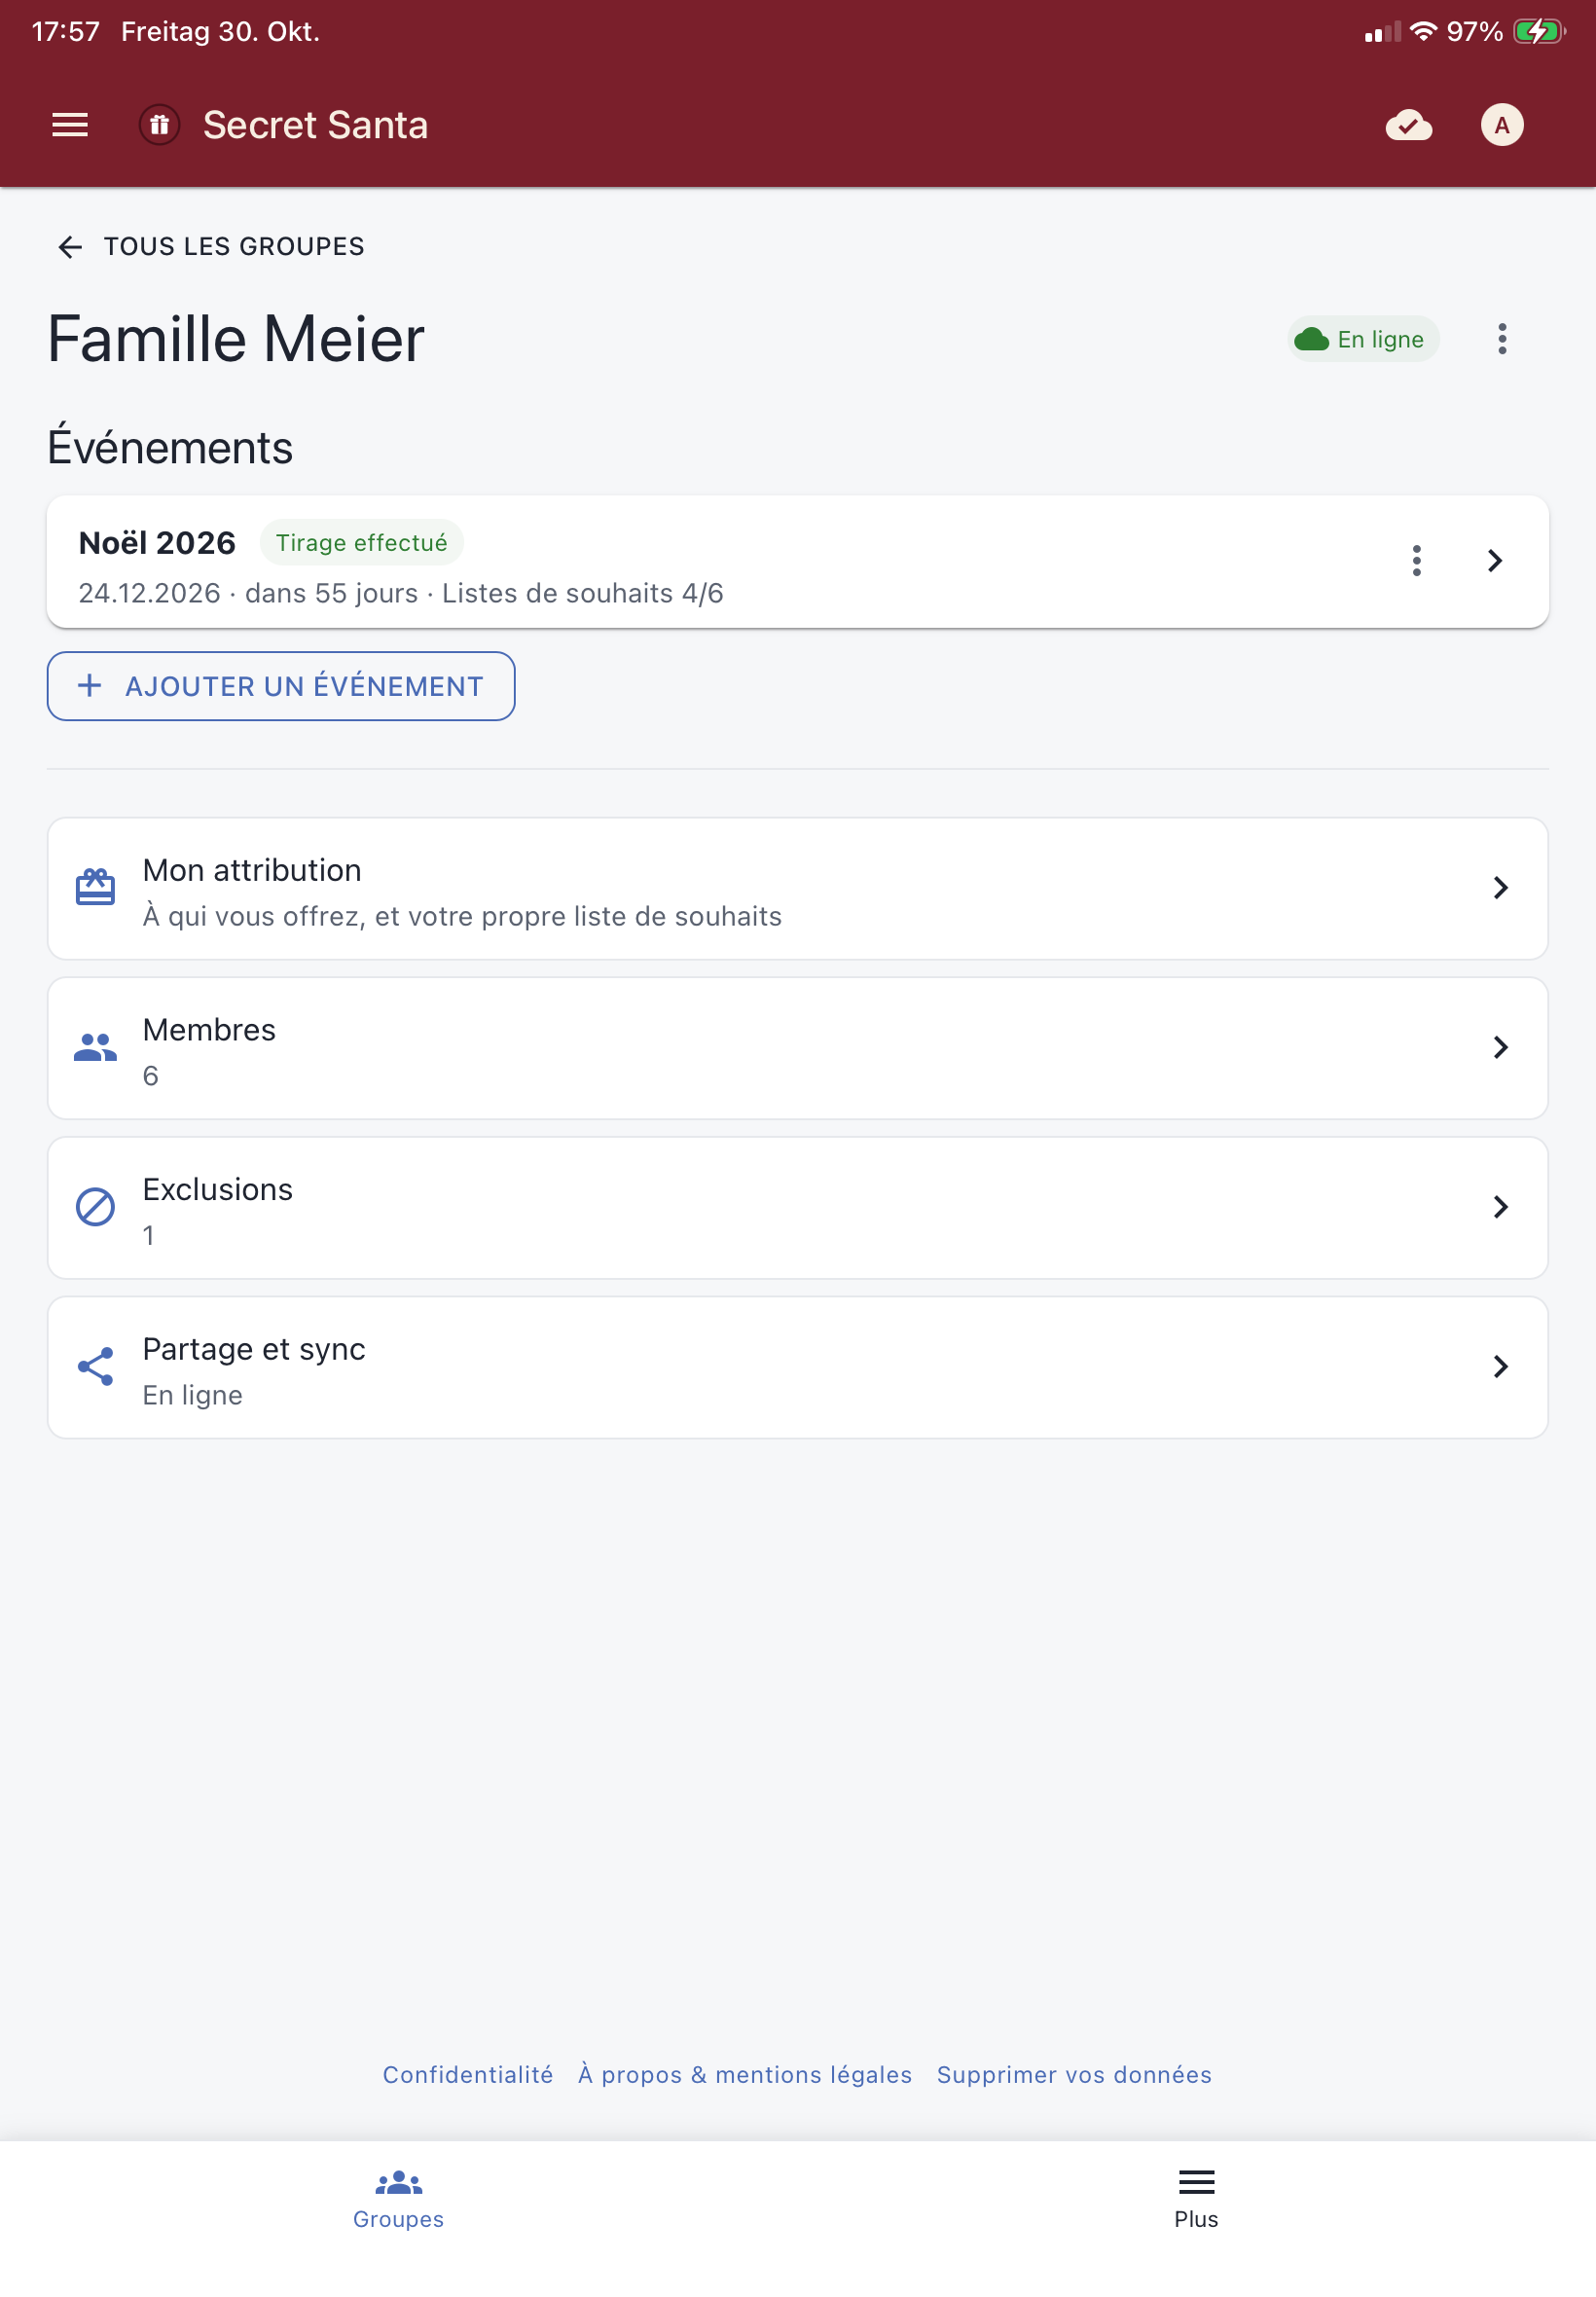 17:57 Freitag 30. Okt. 97%
Secret Santa A
TOUS LES GROUPES
Famille Meier En ligne
Événements
Noël 2026 Tirage effectué
24.12.2026 · dans 55 jours · Listes de souhaits 4/6
+ AJOUTER UN ÉVÉNEMENT
Mon attribution
À qui vous offrez, et votre propre liste de souhaits
Membres
6
Exclusions
1
Partage et sync
En ligne
Confidentialité À propos & mentions légales Supprimer vos données
Groupes Plus